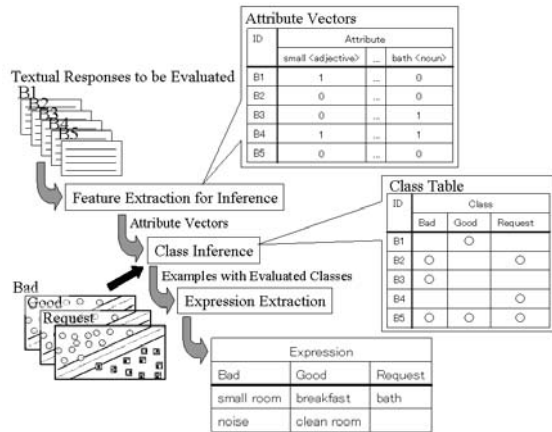 Attribute Vectors
ID Attribute
small <adjective> ... bath <noun>
B1 1 ... 0
B2 0 ... 0
B3 0 ... 1
B4 1 ... 1
B5 0 ... 0
Textual Responses to be Evaluated
B1
B2
B3
B4
B5
Feature Extraction for Inference
Attribute Vectors
Class Inference
Class Table
ID Class
Bad Good Request
B1 ○
B2 ○ ○
B3 ○
B4 ○
B5 ○ ○ ○
Examples with Evaluated Classes
Bad
Good
Request
Expression Extraction
Expression
Bad Good Request
small room breakfast bath
noise clean room